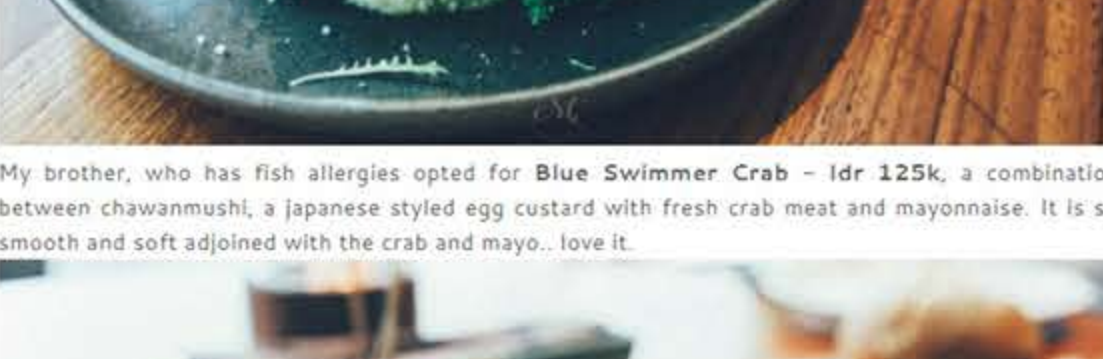 My brother, who has fish allergies opted for Blue Swimmer Crab - Idr 125k, a combinatio
between chawanmushi, a japanese styled egg custard with fresh crab meat and mayonnaise. It is s
smooth and soft adjoined with the crab and mayo.. love it.